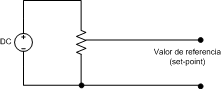 DC
Valor de referencia
(set-point)